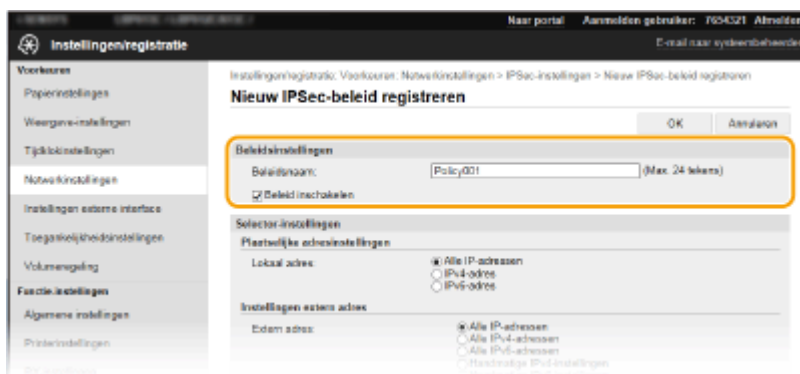 Naar portal Aanmelden gebruiker: 7654321 Afmelden
Instellingen/registratie
E-mail naar systeembeheerder
Voorkeuren
Papierinstellingen
Weergave-instellingen
Tijdklokinstellingen
Netwerkinstellingen
Instellingen externe interface
Toegankelijkheidsinstellingen
Volumeregeling
Functie-instellingen
Algemene instellingen
Printerinstellingen
Instellingen/registratie: Voorkeuren: Netwerkinstellingen > IPSec-instellingen > Nieuw IPSec-beleid registreren
Nieuw IPSec-beleid registreren
OK Annuleren
Beleidsinstellingen
Beleidsnaam: Policy001 (Max. 24 tekens)
Beleid inschakelen
Selector-instellingen
Plaatselijke adresinstellingen
Lokaal adres: Alle IP-adressen
IPv4-adres
IPv6-adres
Instellingen extern adres
Extern adres: Alle IP-adressen
Alle IPv4-adressen
Alle IPv6-adressen
Handmatige IPv4-instellingen